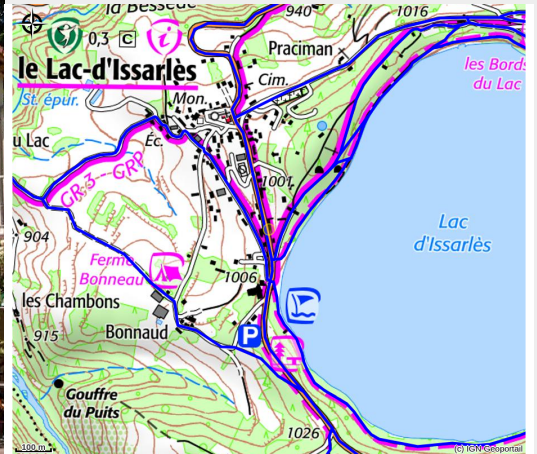 la Bessede
940
1016
0,3 C
i
Praciman
le Lac-d'Issarlès
les Bords
du Lac
Cim.
St. épur.
Mon.
u Lac
Éc.
1001
GR 3 - GRP
Lac
d'Issarlès
904
Ferme
Bonneau
1006
les Chambons
915
Bonnaud
P
Gouffre
du Puits
1026
100 m
(c) IGN Geoportail